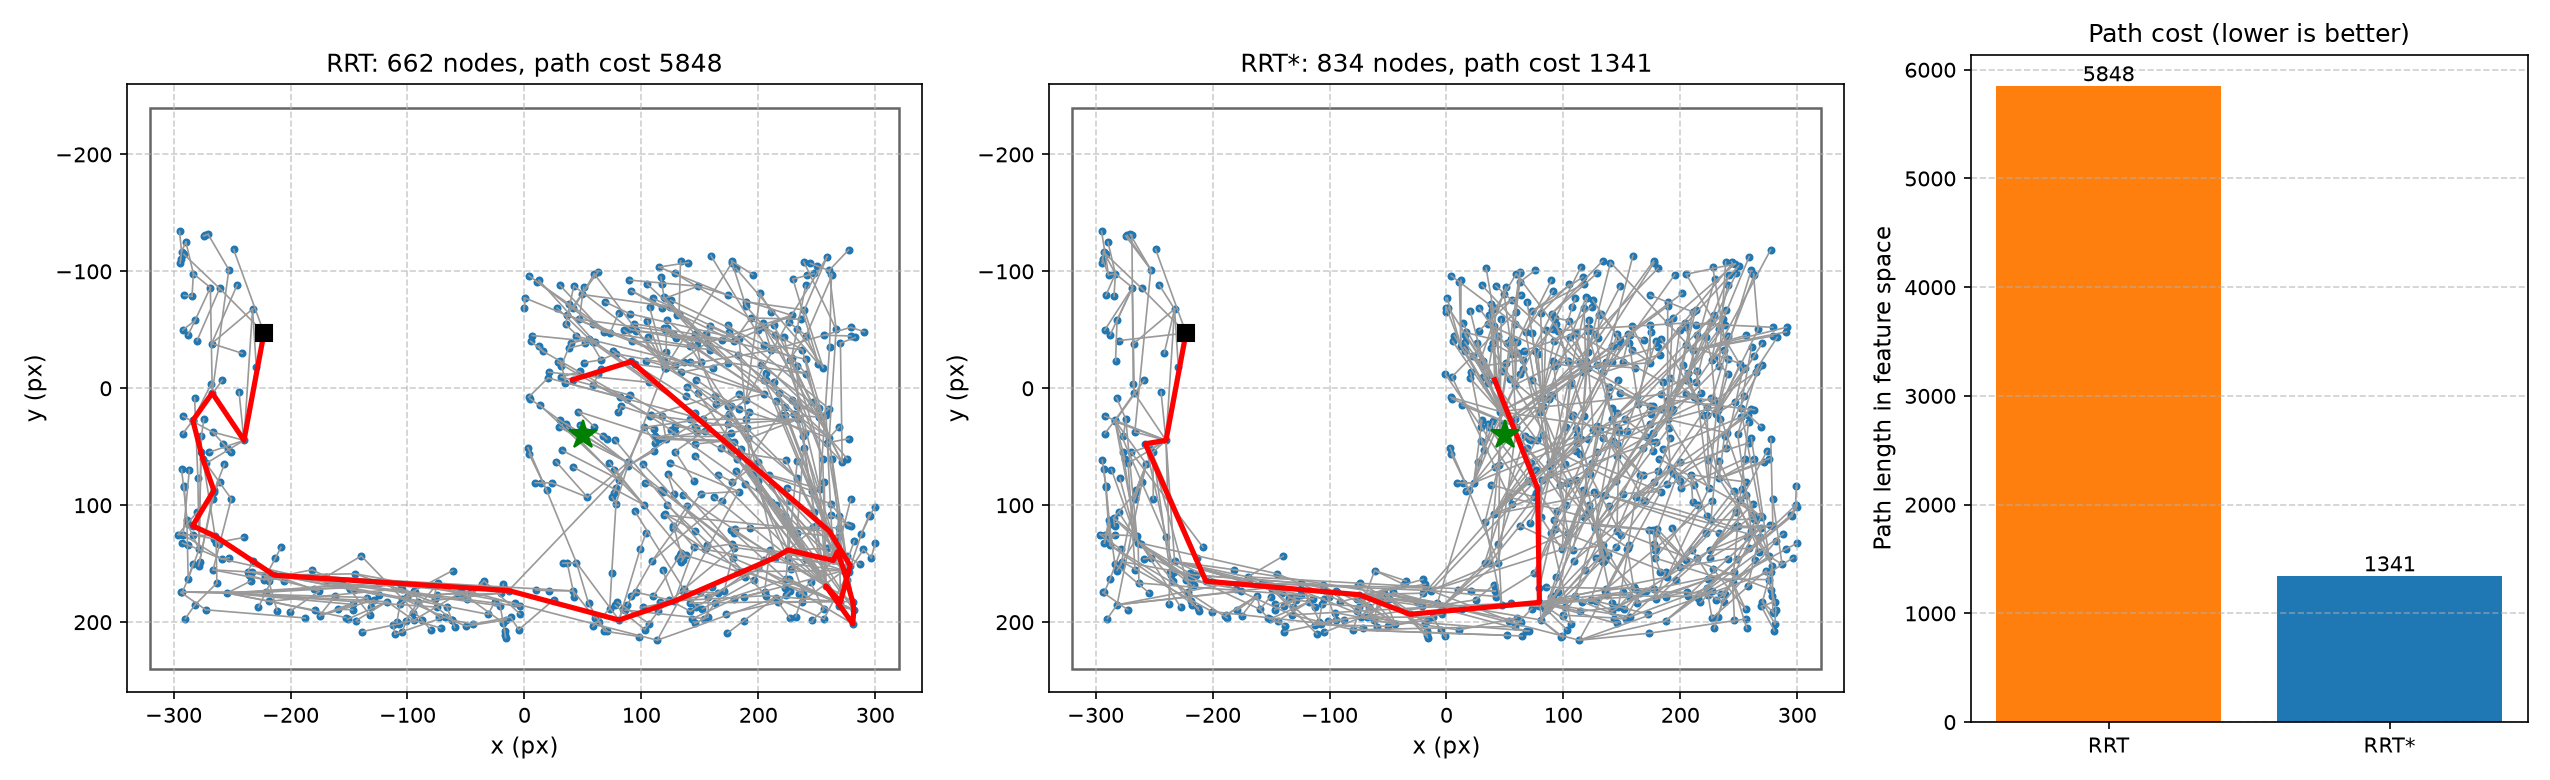 RRT: 662 nodes, path cost 5848
−200
−100
0
100
200
y (px)
−300 −200 −100 0 100 200 300
x (px)
RRT*: 834 nodes, path cost 1341
−200
−100
0
100
200
y (px)
−300 −200 −100 0 100 200 300
x (px)
Path cost (lower is better)
6000
5000
4000
3000
2000
1000
0
Path length in feature space
5848
1341
RRT RRT*